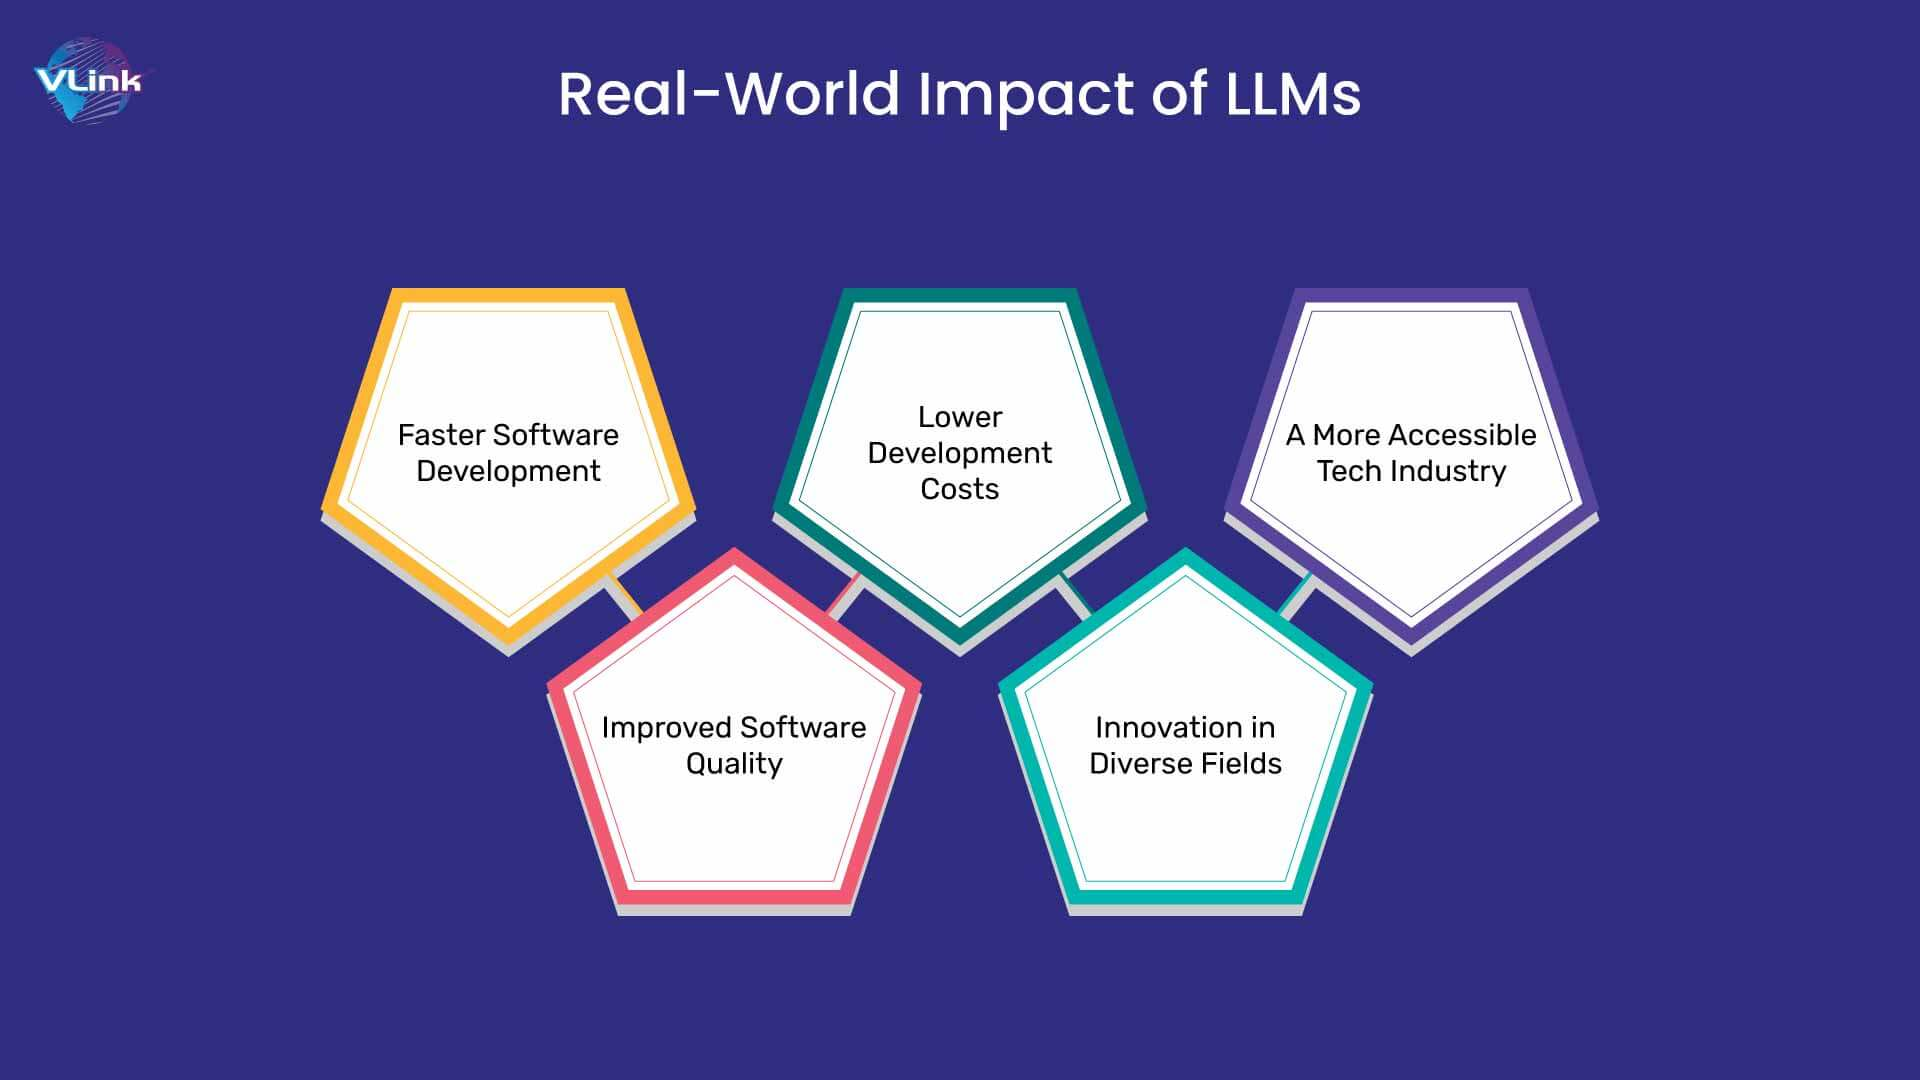 VLink
Real-World Impact of LLMs
Faster Software
Development
Lower
Development
Costs
A More Accessible
Tech Industry
Improved Software
Quality
Innovation in
Diverse Fields